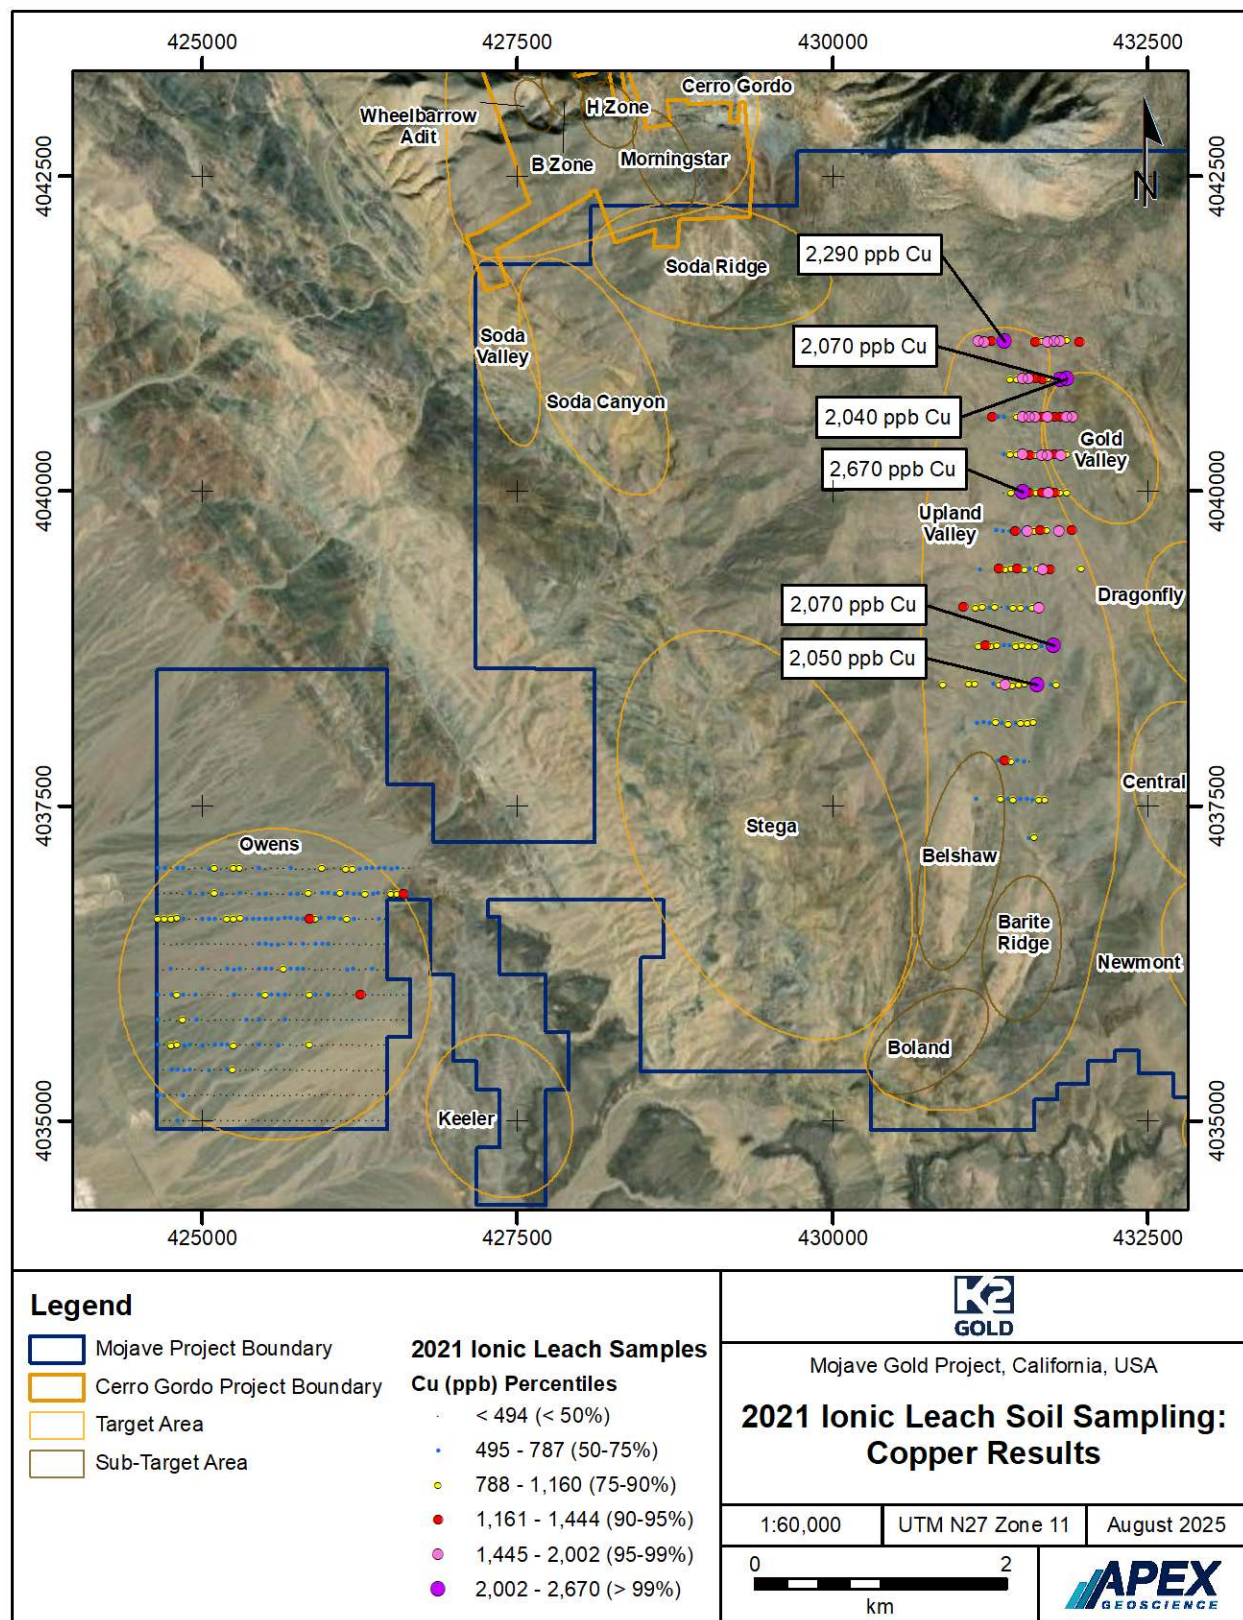 425000 427500 430000 432500
Cerro Gordo
H Zone
Wheelbarrow
Adit
B Zone
Morningstar
4042500
4042500
N
2,290 ppb Cu
Soda Ridge
2,070 ppb Cu
Soda
Valley
Soda Canyon
2,040 ppb Cu
Gold
Valley
2,670 ppb Cu
4040000
4040000
Upland
Valley
2,070 ppb Cu
Dragonfly
2,050 ppb Cu
4037500
4037500
Central
Stega
Owens
Belshaw
Barite
Ridge
Newmont
Boland
Keeler
4035000
4035000
425000 427500 430000 432500
Legend
Mojave Project Boundary
Cerro Gordo Project Boundary
Target Area
Sub-Target Area
2021 Ionic Leach Samples
Cu (ppb) Percentiles
< 494 (< 50%)
495 - 787 (50-75%)
788 - 1,160 (75-90%)
1,161 - 1,444 (90-95%)
1,445 - 2,002 (95-99%)
2,002 - 2,670 (> 99%)
K2
GOLD
Mojave Gold Project, California, USA
2021 Ionic Leach Soil Sampling:
Copper Results
1:60,000 UTM N27 Zone 11 August 2025
0 2
km
APEX
GEOSCIENCE